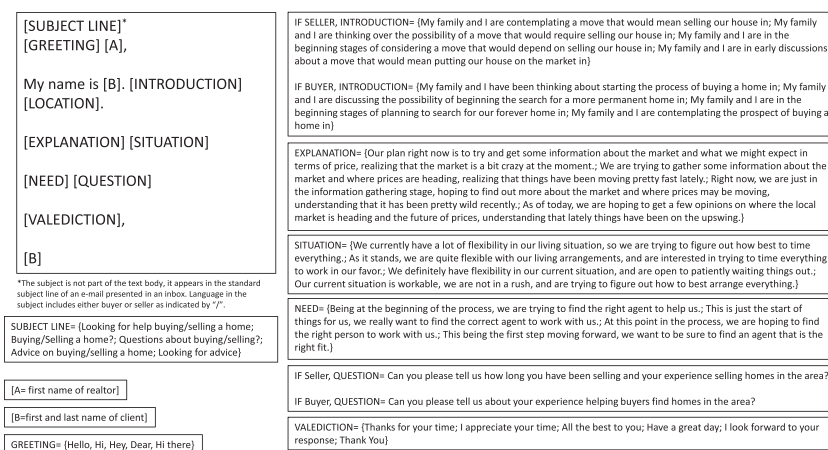 [SUBJECT LINE]*
[GREETING] [A],
My name is [B]. [INTRODUCTION]
[LOCATION].
[EXPLANATION] [SITUATION]
[NEED] [QUESTION]
[VALEDICTION],
[B]
*The subject is not part of the text body, it appears in the standard
subject line of an e-mail presented in an inbox. Language in the
subject includes either buyer or seller as indicated by "/".
SUBJECT LINE= {Looking for help buying/selling a home;
Buying/Selling a home?; Questions about buying/selling?;
Advice on buying/selling a home; Looking for advice}
[A= first name of realtor]
[B=first and last name of client]
GREETING= {Hello, Hi, Hey, Dear, Hi there}
IF SELLER, INTRODUCTION= {My family and I are contemplating a move that would mean selling our house in; My family
and I are thinking over the possibility of a move that would require selling our house in; My family and I are in the
beginning stages of considering a move that would depend on selling our house in; My family and I are in early discussions
about a move that would mean putting our house on the market in}
IF BUYER, INTRODUCTION= {My family and I have been thinking about starting the process of buying a home in; My family
and I are discussing the possibility of beginning the search for a more permanent home in; My family and I are in the
beginning stages of planning to search for our forever home in; My family and I are contemplating the prospect of buying a
home in}
EXPLANATION= {Our plan right now is to try and get some information about the market and what we might expect in
terms of price, realizing that the market is a bit crazy at the moment.; We are trying to gather some information about the
market and where prices are heading, realizing that things have been moving pretty fast lately.; Right now, we are just in
the information gathering stage, hoping to find out more about the market and where prices may be moving,
understanding that it has been pretty wild recently.; As of today, we are hoping to get a few opinions on where the local
market is heading and the future of prices, understanding that lately things have been on the upswing.}
SITUATION= {We currently have a lot of flexibility in our living situation, so we are trying to figure out how best to time
everything.; As it stands, we are quite flexible with our living arrangements, and are interested in trying to time everything
to work in our favor.; We definitely have flexibility in our current situation, and are open to patiently waiting things out.;
Our current situation is workable, we are not in a rush, and are trying to figure out how to best arrange everything.}
NEED= {Being at the beginning of the process, we are trying to find the right agent to help us.; This is just the start of
things for us, we really want to find the correct agent to work with us.; At this point in the process, we are hoping to find
the right person to work with us.; This being the first step moving forward, we want to be sure to find an agent that is the
right fit.}
IF Seller, QUESTION= Can you please tell us how long you have been selling and your experience selling homes in the area?
IF Buyer, QUESTION= Can you please tell us about your experience helping buyers find homes in the area?
VALEDICTION= {Thanks for your time; I appreciate your time; All the best to you; Have a great day; I look forward to your
response; Thank You}